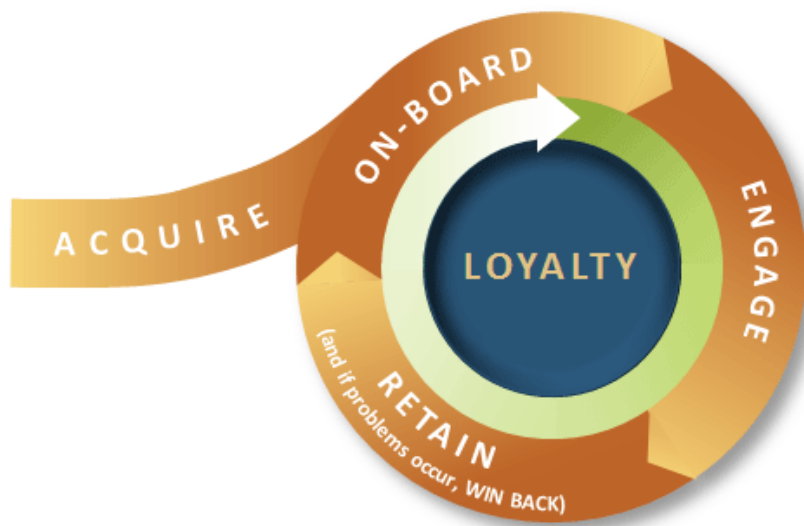 ACQUIRE
ON-BOARD
ENGAGE
RETAIN
(and if problems occur, WIN BACK)
LOYALTY